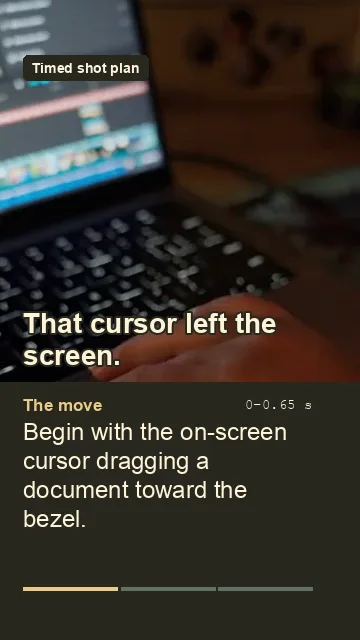 Timed shot plan
That cursor left the
screen.
The move
0–0.65 s
Begin with the on-screen
cursor dragging a
document toward the
bezel.